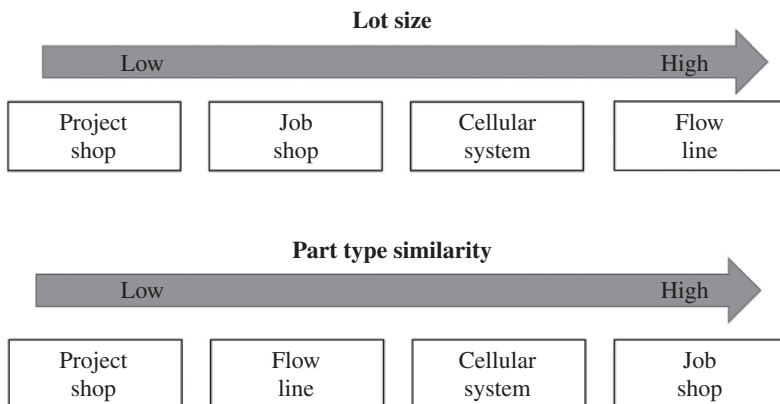 Lot size
Low High
Project Job Cellular Flow
shop shop system line
Part type similarity
Low High
Project Flow Cellular Job
shop line system shop